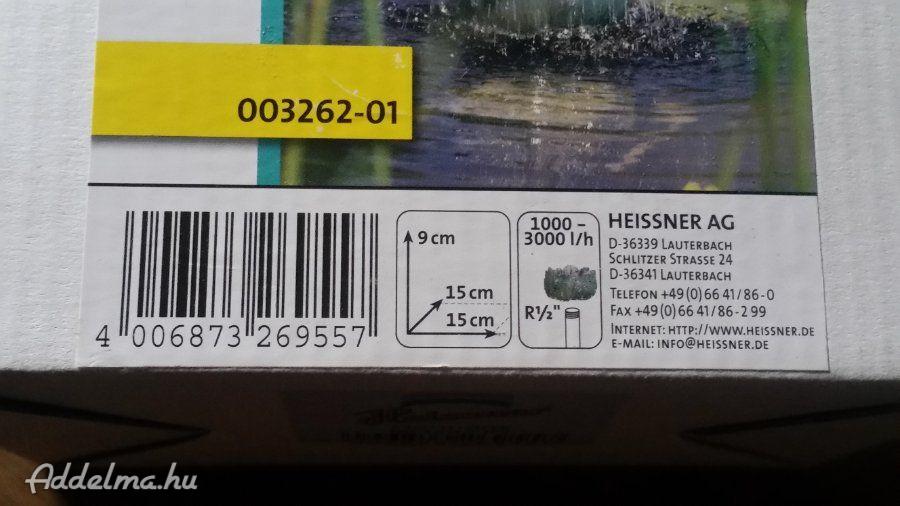 003262-01
4 006873 269557
9 cm
15 cm
15 cm
1000 –
3000 l/h
R½"
HEISSNER AG
D-36339 LAUTERBACH
SCHLITZER STRASSE 24
D-36341 LAUTERBACH
TELEFON +49 (0) 66 41 / 86-0
FAX +49 (0) 66 41 / 86-2 99
INTERNET: HTTP://WWW.HEISSNER.DE
E-MAIL: INFO@HEISSNER.DE
Addelma.hu